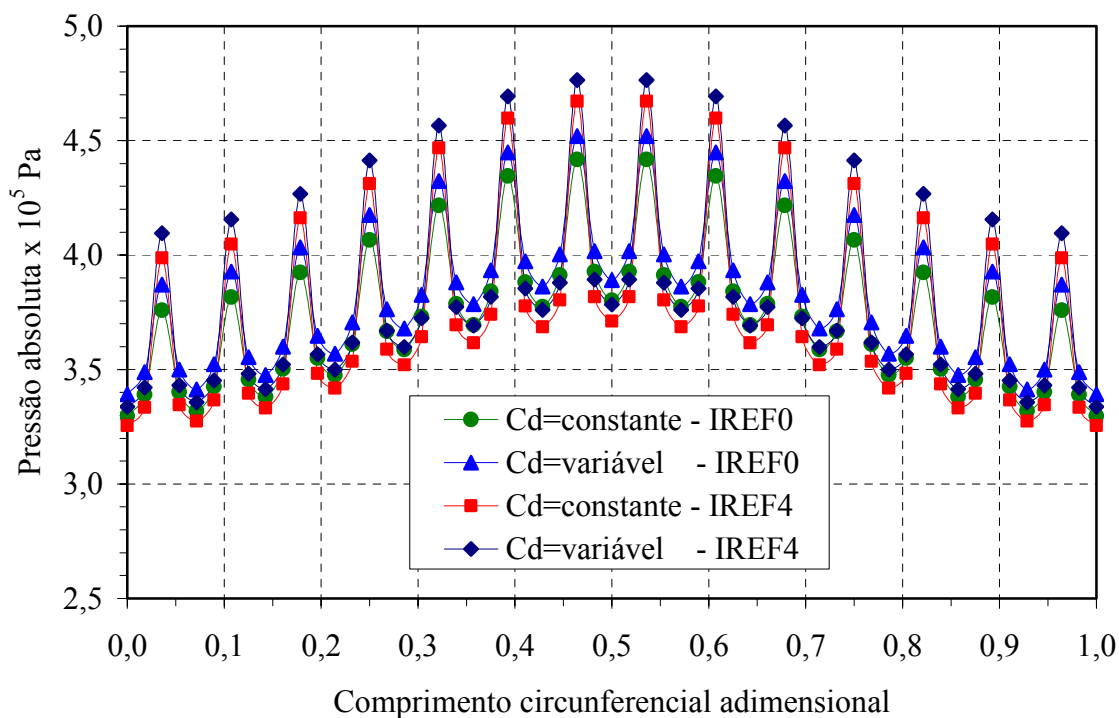 5,0
4,5
4,0
3,5
3,0
2,5
Pressão absoluta x 10⁵ Pa
Cd=constante - IREF0
Cd=variável - IREF0
Cd=constante - IREF4
Cd=variável - IREF4
0,0 0,1 0,2 0,3 0,4 0,5 0,6 0,7 0,8 0,9 1,0
Comprimento circunferencial adimensional